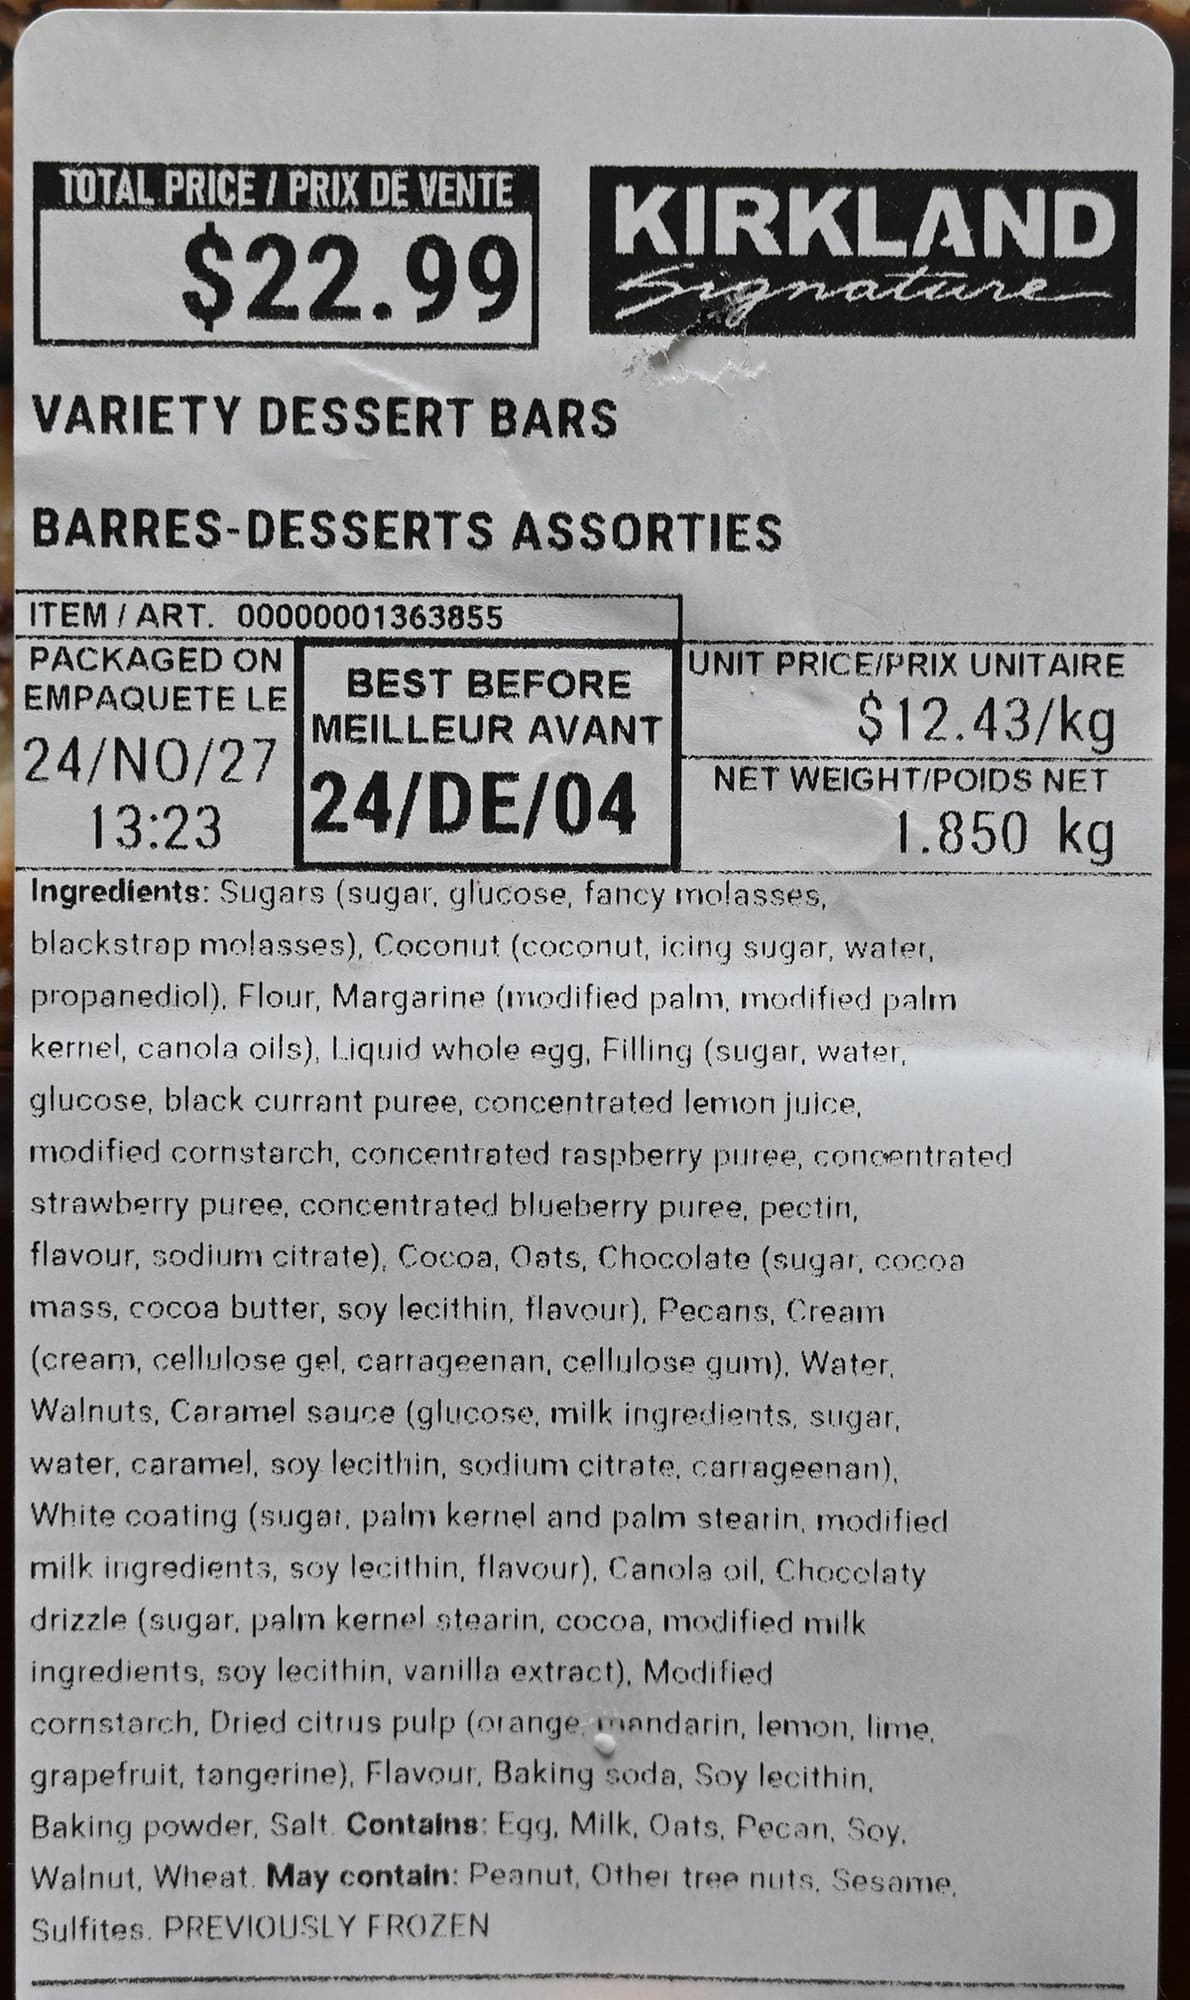 TOTAL PRICE / PRIX DE VENTE
$22.99
KIRKLAND
Signature
VARIETY DESSERT BARS
BARRES-DESSERTS ASSORTIES
ITEM / ART. 00000001363855
PACKAGED ON
EMPAQUETE LE
24/NO/27
13:23
BEST BEFORE
MEILLEUR AVANT
24/DE/04
UNIT PRICE/PRIX UNITAIRE
$12.43/kg
NET WEIGHT/POIDS NET
1.850 kg
Ingredients: Sugars (sugar, glucose, fancy molasses,
blackstrap molasses), Coconut (coconut, icing sugar, water,
propanediol), Flour, Margarine (modified palm, modified palm
kernel, canola oils), Liquid whole egg, Filling (sugar, water,
glucose, black currant puree, concentrated lemon juice,
modified cornstarch, concentrated raspberry puree, concentrated
strawberry puree, concentrated blueberry puree, pectin,
flavour, sodium citrate), Cocoa, Oats, Chocolate (sugar, cocoa
mass, cocoa butter, soy lecithin, flavour), Pecans, Cream
(cream, cellulose gel, carrageenan, cellulose gum), Water,
Walnuts, Caramel sauce (glucose, milk ingredients, sugar,
water, caramel, soy lecithin, sodium citrate, carrageenan),
White coating (sugar, palm kernel and palm stearin, modified
milk ingredients, soy lecithin, flavour), Canola oil, Chocolaty
drizzle (sugar, palm kernel stearin, cocoa, modified milk
ingredients, soy lecithin, vanilla extract), Modified
cornstarch, Dried citrus pulp (orange, mandarin, lemon, lime,
grapefruit, tangerine), Flavour, Baking soda, Soy lecithin,
Baking powder, Salt. Contains: Egg, Milk, Oats, Pecan, Soy,
Walnut, Wheat. May contain: Peanut, Other tree nuts, Sesame,
Sulfites. PREVIOUSLY FROZEN